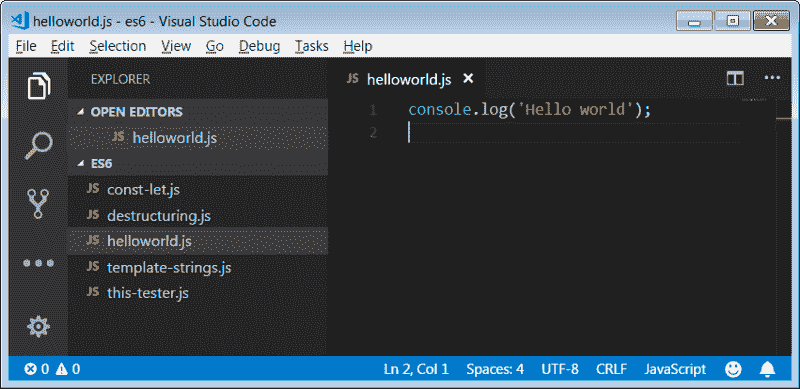 helloworld.js - es6 - Visual Studio Code
File Edit Selection View Go Debug Tasks Help
EXPLORER
OPEN EDITORS
JS helloworld.js
ES6
JS const-let.js
JS destructuring.js
JS helloworld.js
JS template-strings.js
JS this-tester.js
JS helloworld.js
1 console.log('Hello world');
2
0 0 Ln 2, Col 1 Spaces: 4 UTF-8 CRLF JavaScript